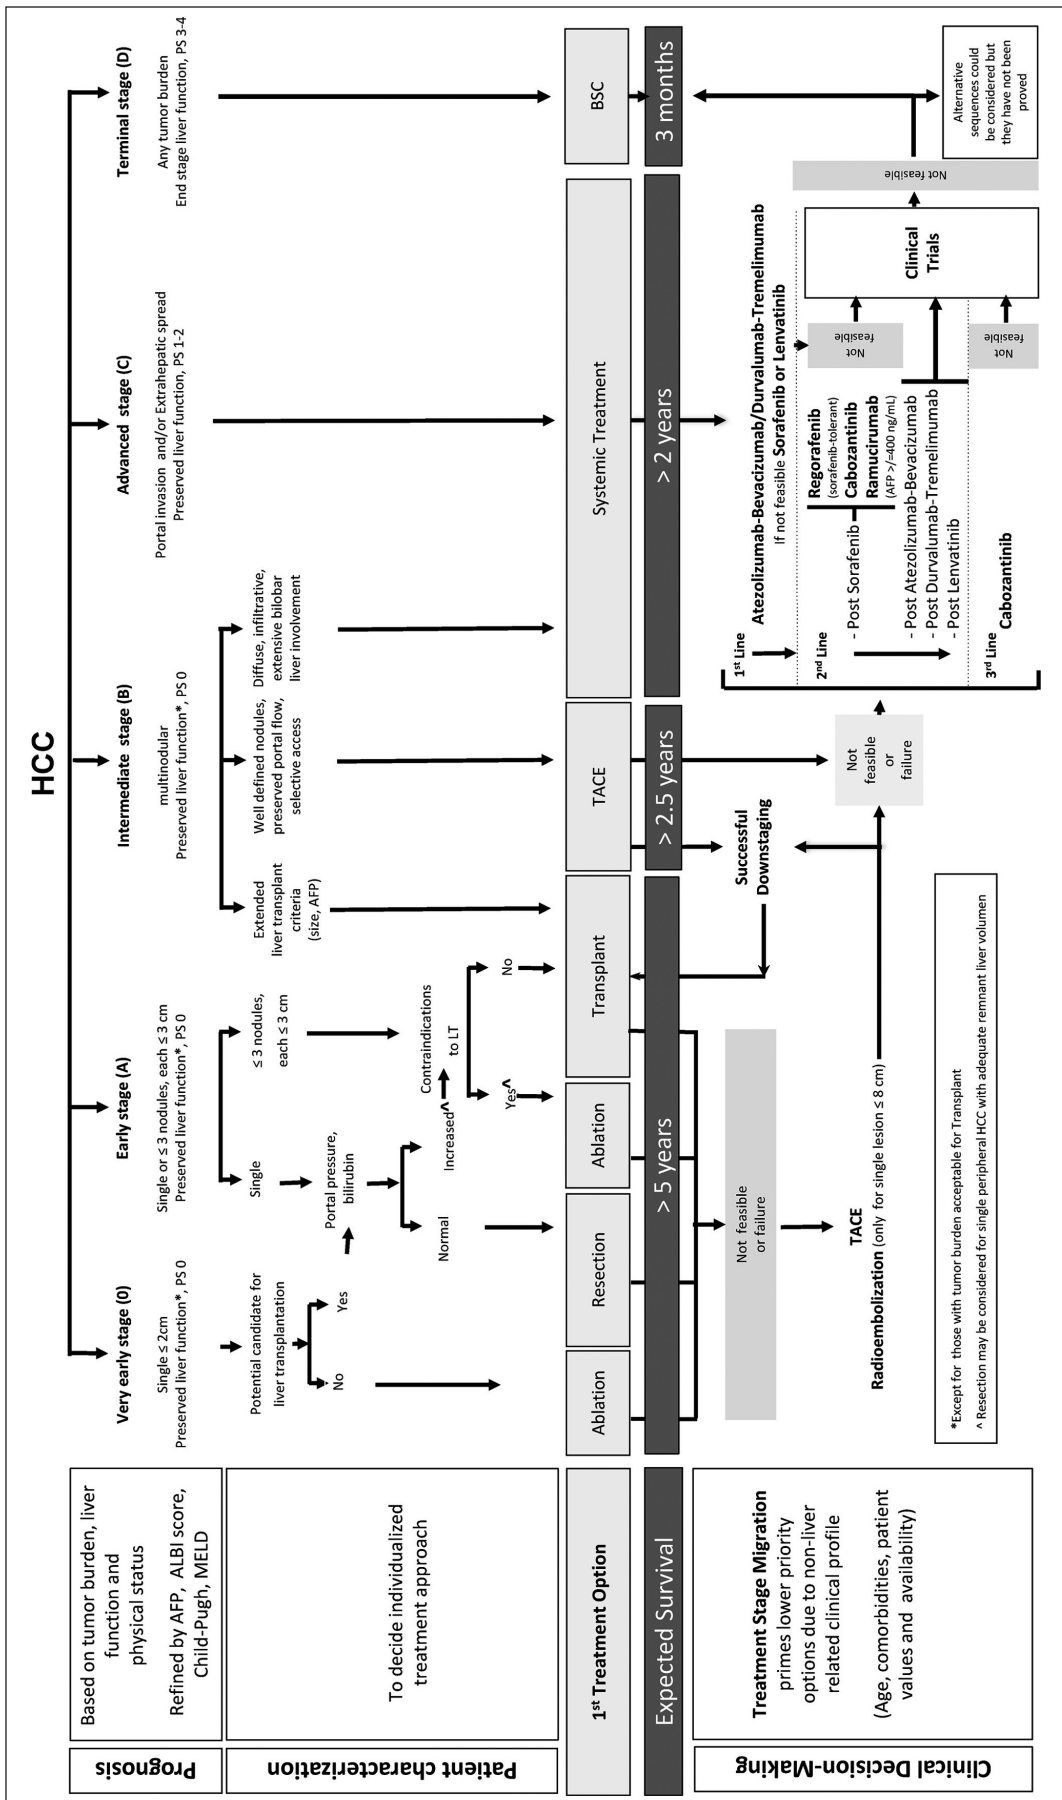 HCC
Prognosis
Based on tumor burden, liver
function and
physical status
Refined by AFP, ALBI score,
Child-Pugh, MELD
Very early stage (0)
Single ≤ 2cm
Preserved liver function*, PS 0
Early stage (A)
Single or ≤ 3 nodules, each ≤ 3 cm
Preserved liver function*, PS 0
Intermediate stage (B)
multinodular
Preserved liver function*, PS 0
Advanced stage (C)
Portal invasion and/or Extrahepatic spread
Preserved liver function, PS 1-2
Terminal stage (D)
Any tumor burden
End stage liver function, PS 3-4
Patient characterization
To decide individualized
treatment approach
Potential candidate for
liver transplantation
No
Yes
Single
≤ 3 nodules,
each ≤ 3 cm
Portal pressure,
bilirubin
Normal
Increased^
Contraindications
to LT
Yes^
No
Extended
liver transplant
criteria
(size, AFP)
Well defined nodules,
preserved portal flow,
selective access
Diffuse, infiltrative,
extensive bilobar
liver involvement
1st Treatment Option
Ablation
Resection
Ablation
Transplant
TACE
Systemic Treatment
BSC
Expected Survival
> 5 years
> 2.5 years
> 2 years
3 months
Clinical Decision-Making
Treatment Stage Migration
primes lower priority
options due to non-liver
related clinical profile
(Age, comorbidities, patient
values and availability)
Not feasible
or failure
TACE
Radioembolization (only for single lesion ≤ 8 cm)
Successful
Downstaging
Not
feasible
or
failure
1st Line
Atezolizumab-Bevacizumab/Durvalumab-Tremelimumab
If not feasible Sorafenib or Lenvatinib
2nd Line
- Post Sorafenib
Regorafenib
(sorafenib-tolerant)
Cabozantinib
Ramucirumab
(AFP >/=400 ng/mL)
- Post Atezolizumab-Bevacizumab
- Post Durvalumab-Tremelimumab
- Post Lenvatinib
3rd Line
Cabozantinib
Not
feasible
Not
feasible
Clinical
Trials
Not feasible
Alternative
sequences could
be considered but
they have not been
proved
*Except for those with tumor burden acceptable for Transplant
^ Resection may be considered for single peripheral HCC with adequate remnant liver volumen